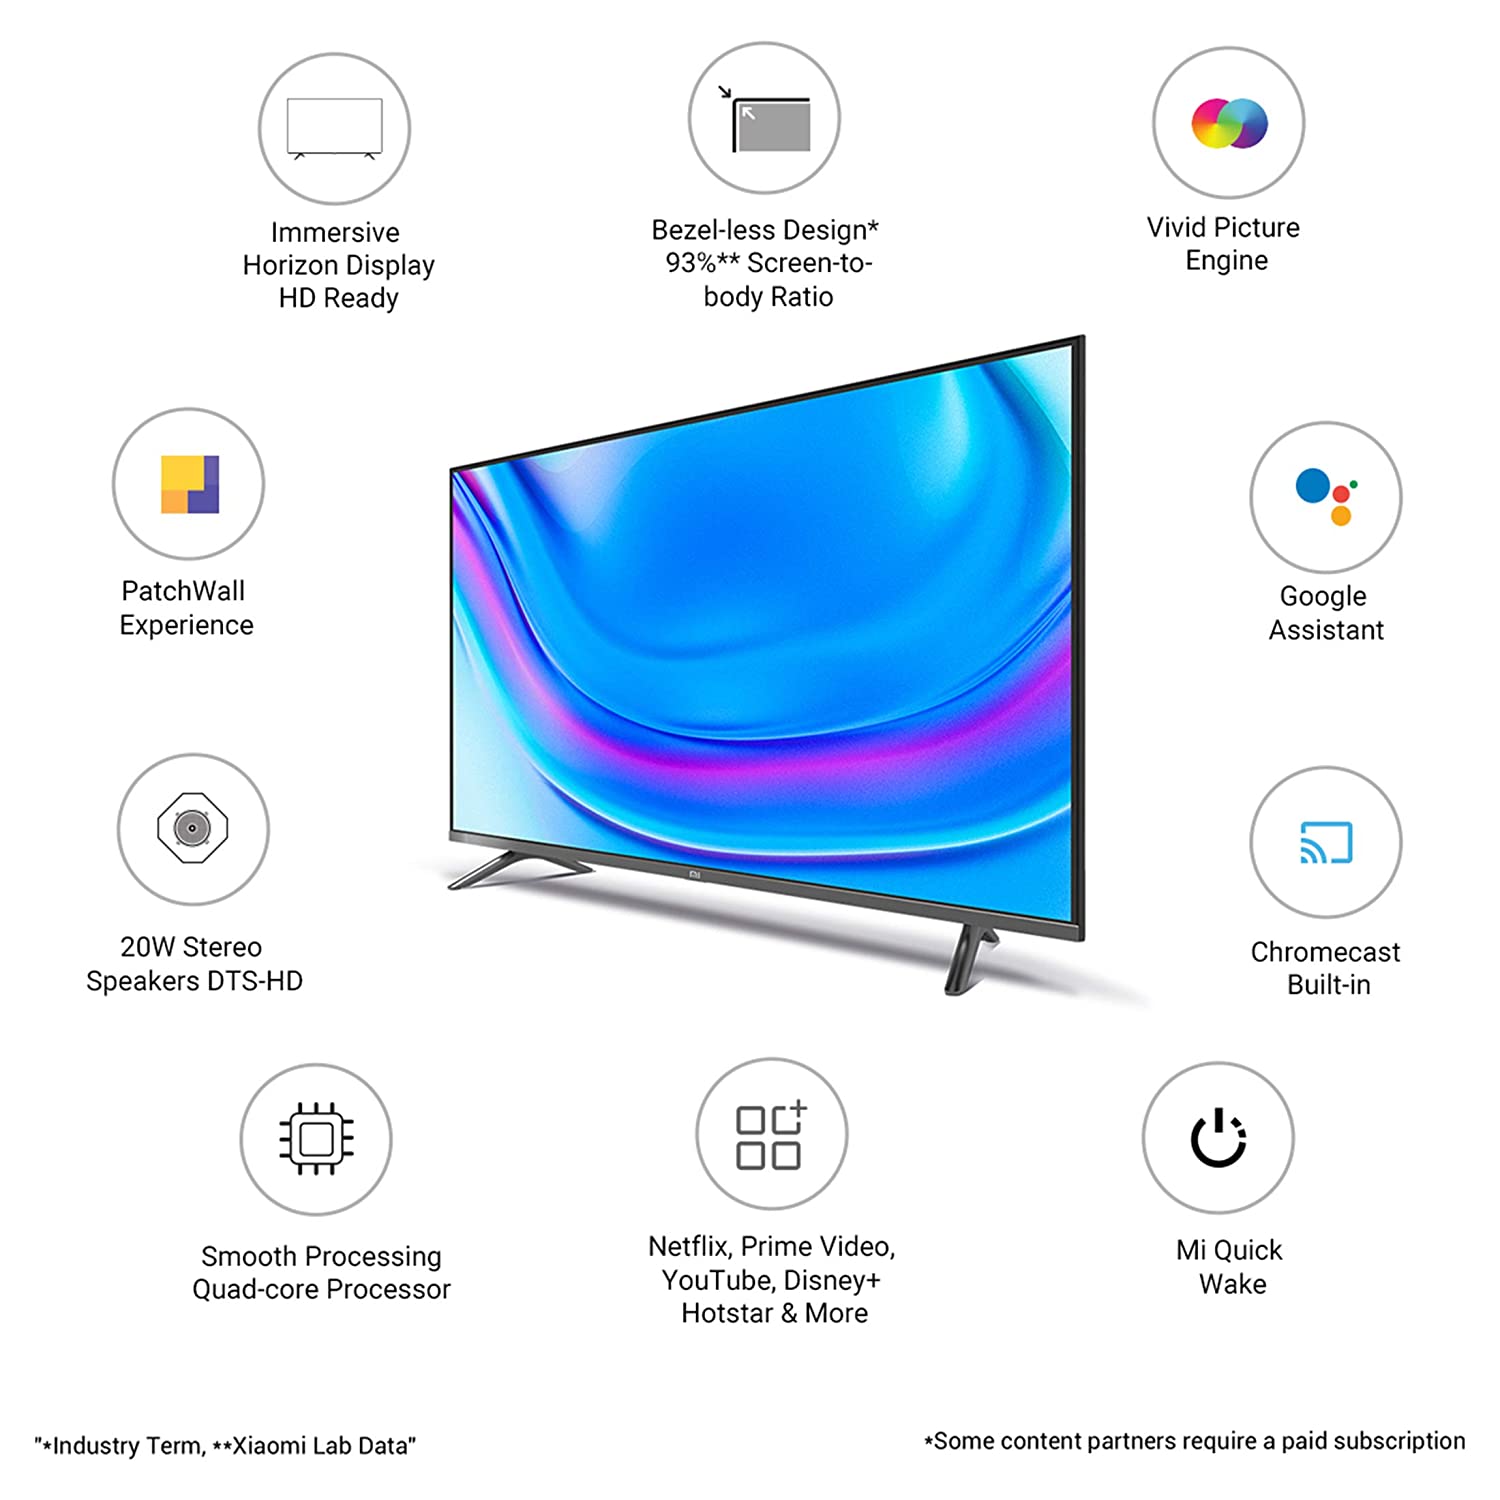 Immersive
Horizon Display
HD Ready
Bezel-less Design*
93%** Screen-to-
body Ratio
Vivid Picture
Engine
PatchWall
Experience
Google
Assistant
20W Stereo
Speakers DTS-HD
Chromecast
Built-in
mi
Smooth Processing
Quad-core Processor
Netflix, Prime Video,
YouTube, Disney+
Hotstar & More
Mi Quick
Wake
"*Industry Term, **Xiaomi Lab Data"
*Some content partners require a paid subscription